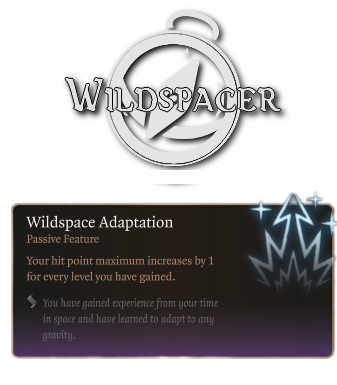 WILDSPACER
Wildspace Adaptation
Passive Feature
Your hit point maximum increases by 1
for every level you have gained.
You have gained experience from your time
in space and have learned to adapt to any
gravity.